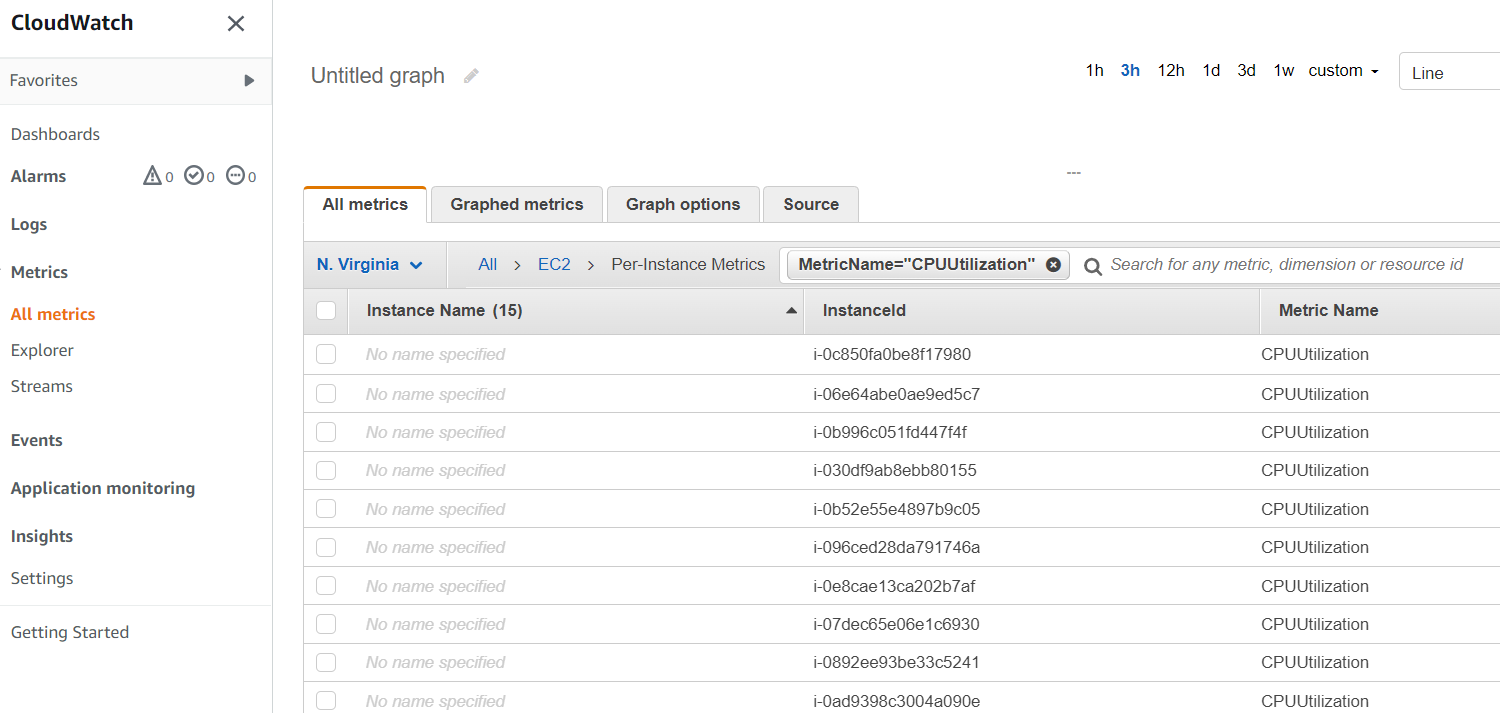 CloudWatch
Favorites
Dashboards
Alarms 0 0 0
Logs
Metrics
All metrics
Explorer
Streams
Events
Application monitoring
Insights
Settings
Getting Started
Untitled graph
1h 3h 12h 1d 3d 1w custom Line
---
All metrics Graphed metrics Graph options Source
N. Virginia All EC2 Per-Instance Metrics MetricName="CPUUtilization" Search for any metric, dimension or resource id
Instance Name (15) InstanceId Metric Name
No name specified i-0c850fa0be8f17980 CPUUtilization
No name specified i-06e64abe0ae9ed5c7 CPUUtilization
No name specified i-0b996c051fd447f4f CPUUtilization
No name specified i-030df9ab8ebb80155 CPUUtilization
No name specified i-0b52e55e4897b9c05 CPUUtilization
No name specified i-096ced28da791746a CPUUtilization
No name specified i-0e8cae13ca202b7af CPUUtilization
No name specified i-07dec65e06e1c6930 CPUUtilization
No name specified i-0892ee93be33c5241 CPUUtilization
No name specified i-0ad9398c3004a090e CPUUtilization